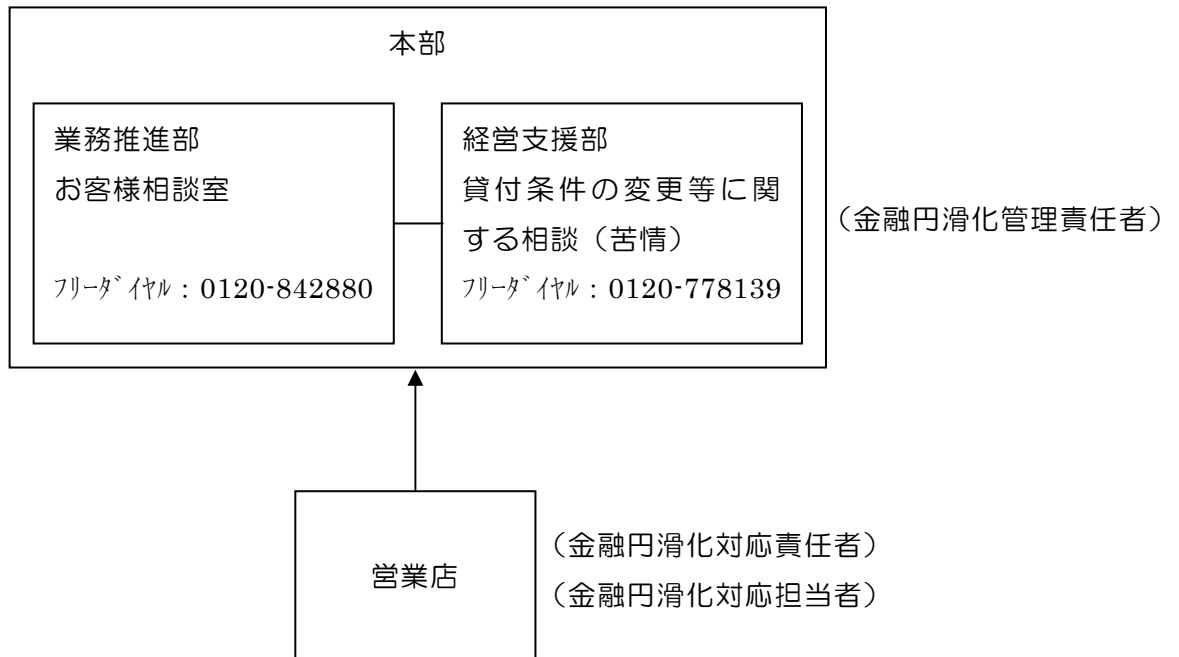 本部
業務推進部
お客様相談室
フリーダイヤル：0120-842880
経営支援部
貸付条件の変更等に関
する相談（苦情）
フリーダイヤル：0120-778139
（金融円滑化管理責任者）
営業店
（金融円滑化対応責任者）
（金融円滑化対応担当者）